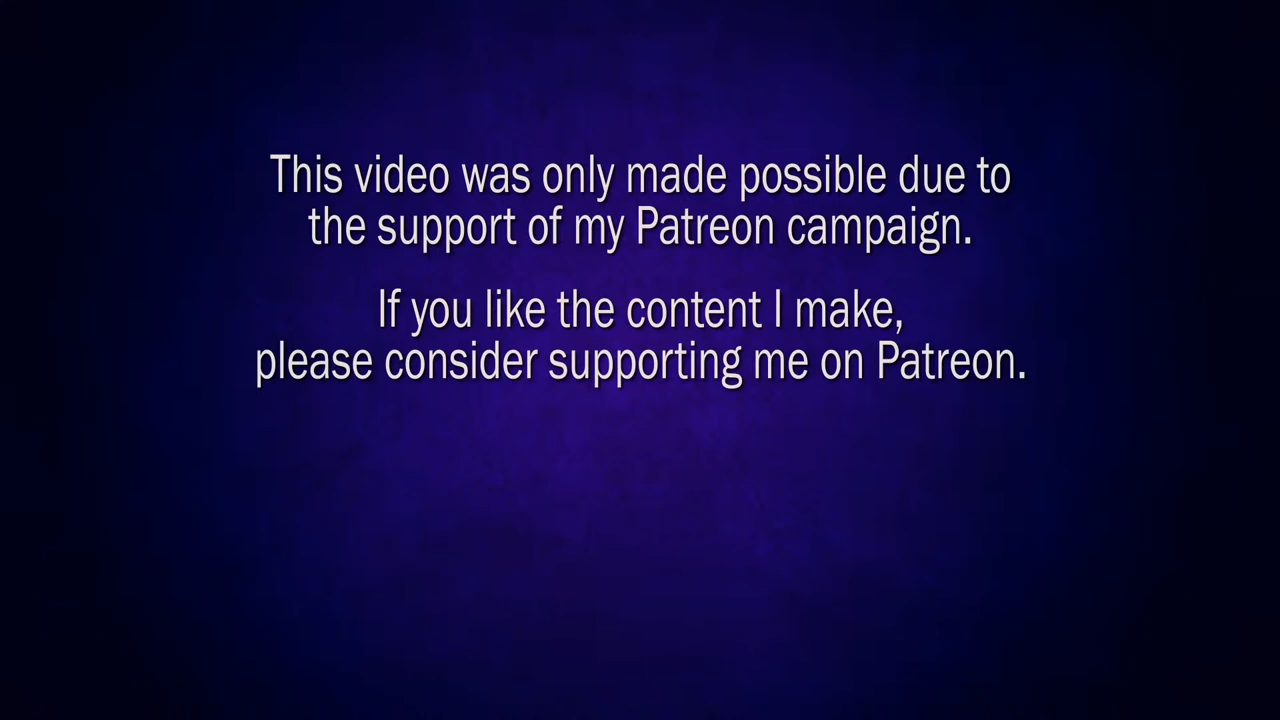 This video was only made possible due to
the support of my Patreon campaign.
If you like the content I make,
please consider supporting me on Patreon.